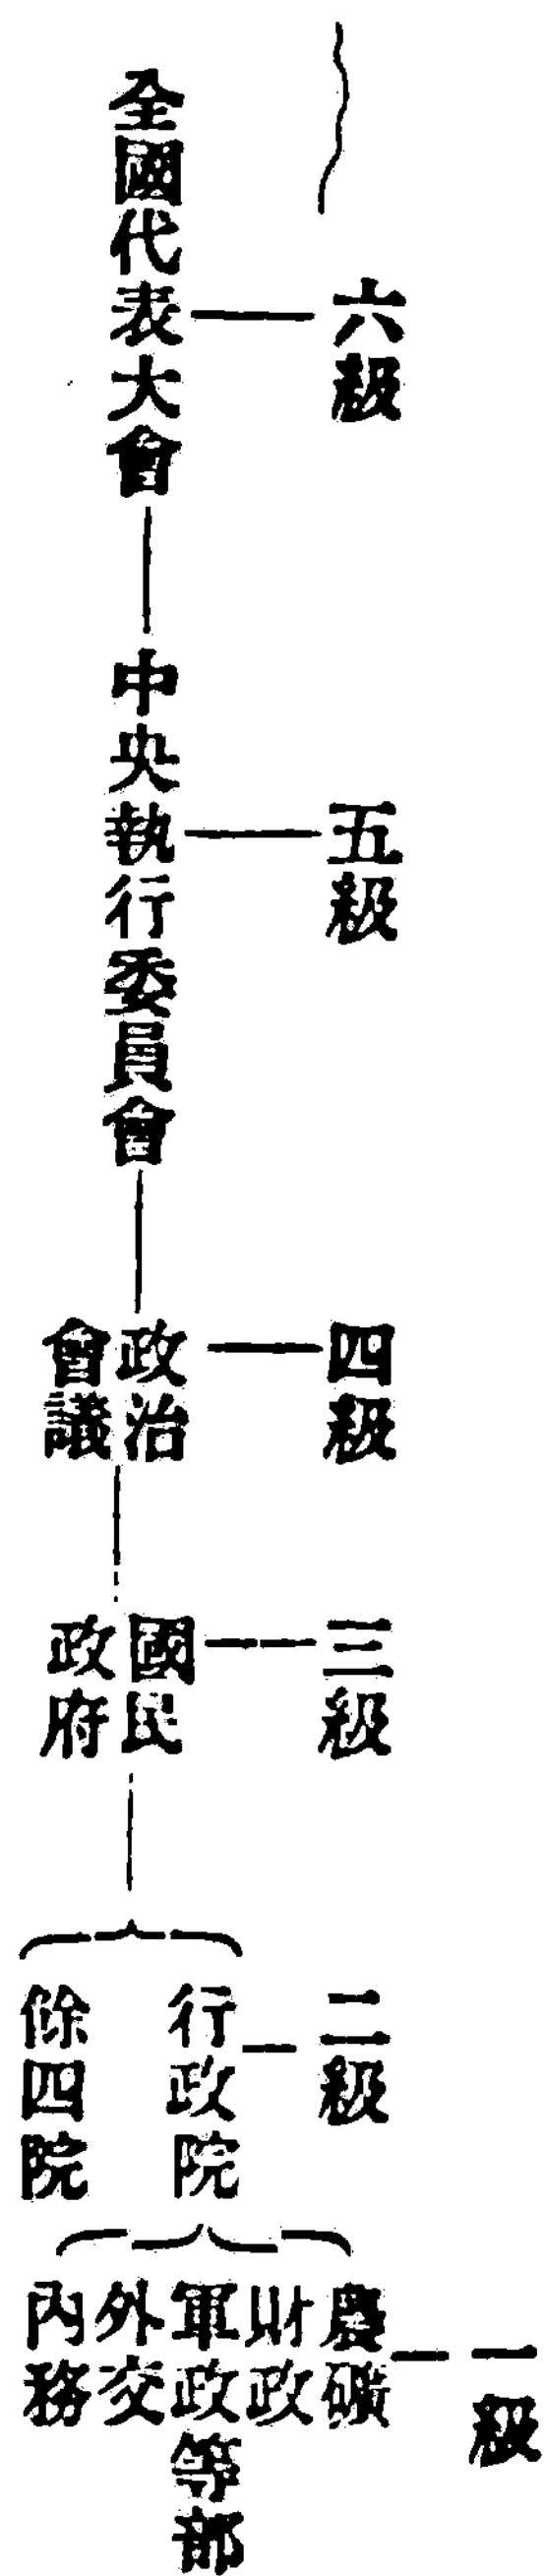 六級
全國代表大會
五級
中央執行委員會
四級
政治
會議
三級
國民
政府
二級
行政院
餘四院
一級
農礦
財政
軍政等部
外交
內務